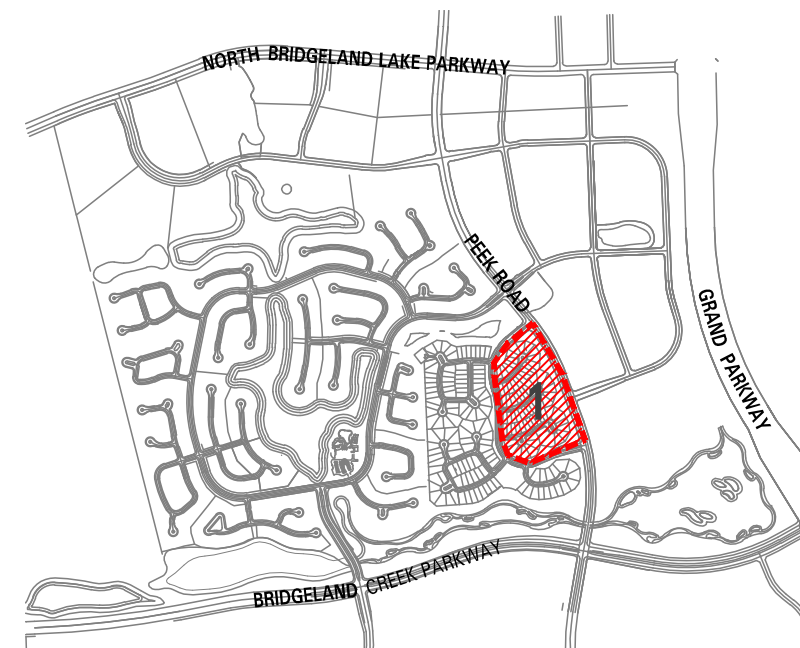 NORTH BRIDGELAND LAKE PARKWAY
PEEK ROAD
GRAND PARKWAY
1
BRIDGELAND CREEK PARKWAY